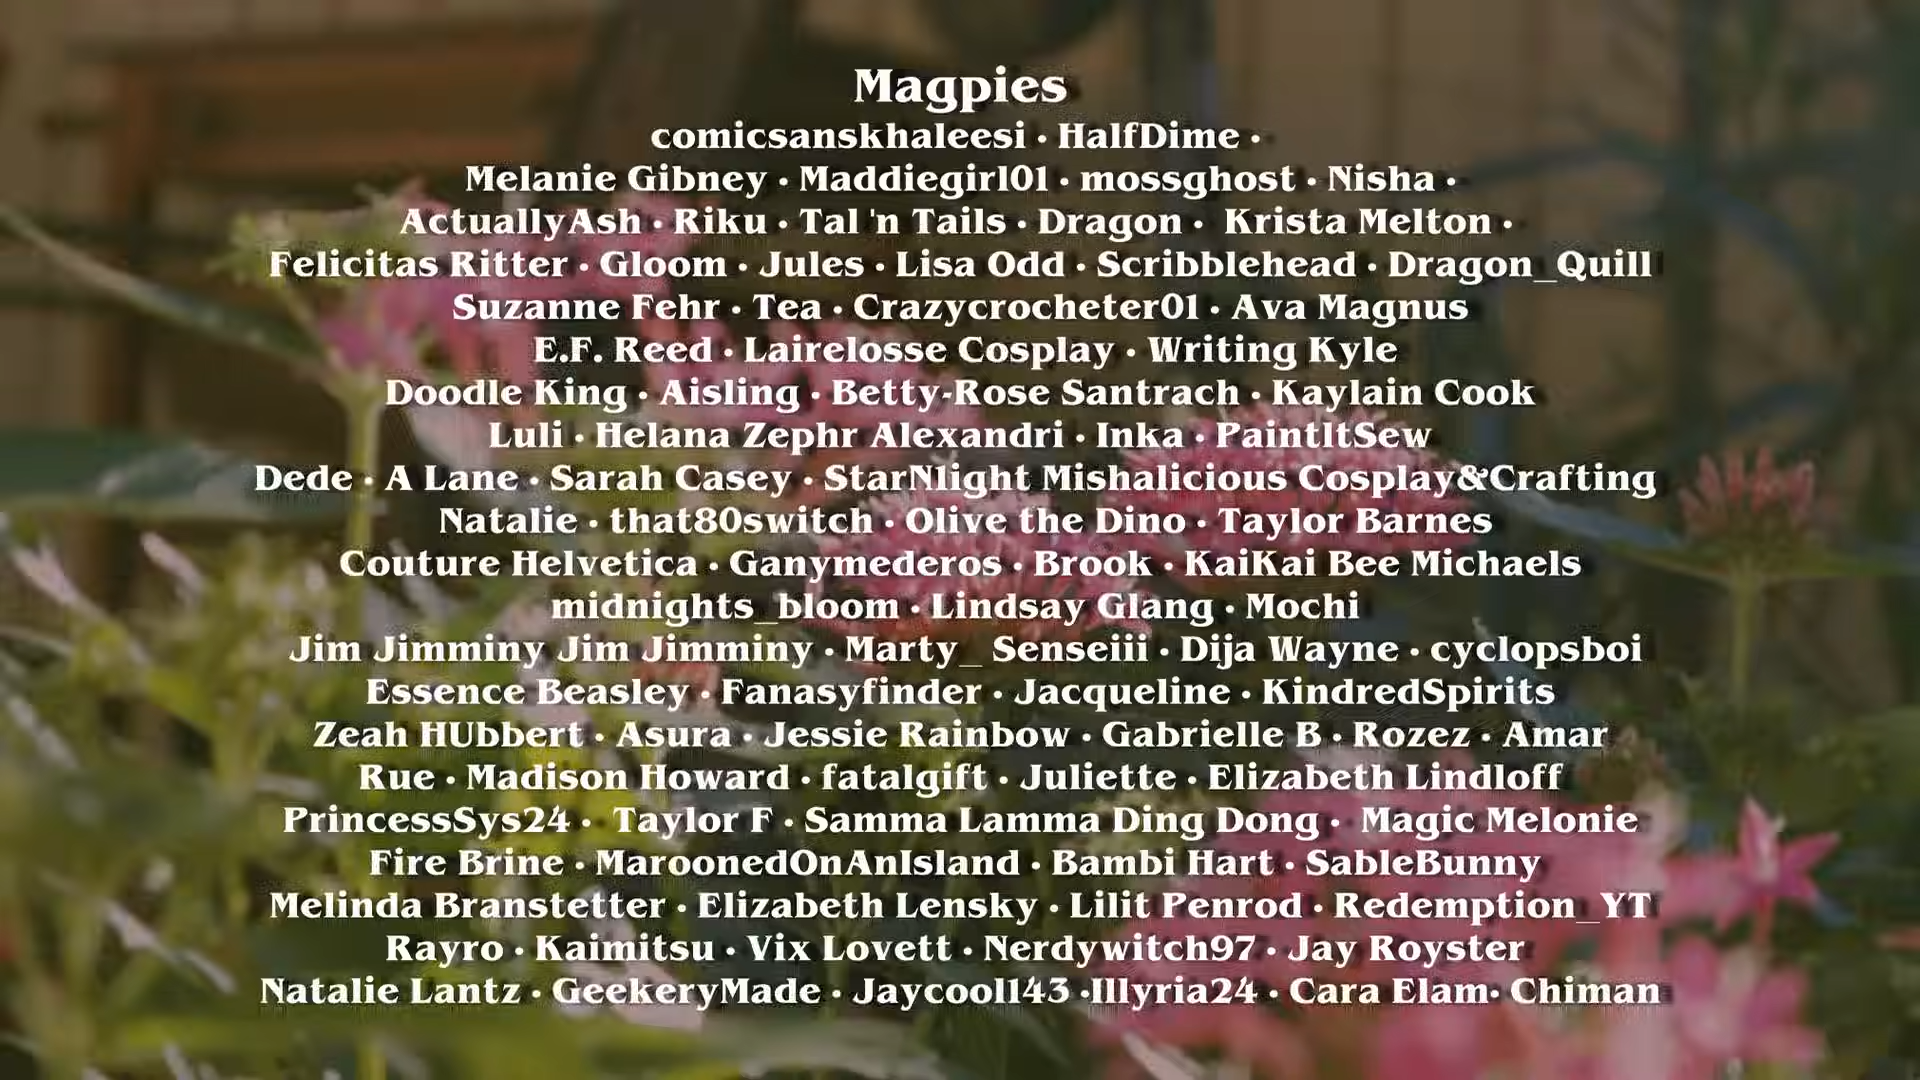 Magpies
comicsanskhaleesi • HalfDime •
Melanie Gibney • Maddiegirl01 • mossghost • Nisha •
ActuallyAsh • Riku • Tal 'n Tails • Dragon • Krista Melton •
Felicitas Ritter • Gloom • Jules • Lisa Odd • Scribblehead • Dragon_Quill
Suzanne Fehr • Tea • Crazycrocheter01 • Ava Magnus
E.F. Reed • Lairelosse Cosplay • Writing Kyle
Doodle King • Aisling • Betty-Rose Santrach • Kaylain Cook
Luli • Helana Zephr Alexandri • Inka • PaintItSew
Dede • A Lane • Sarah Casey • StarN1ight Mishalicious Cosplay&Crafting
Natalie • that80switch • Olive the Dino • Taylor Barnes
Couture Helvetica • Ganymederos • Brook • KaiKai Bee Michaels
midnights_bloom • Lindsay Glang • Mochi
Jim Jimminy Jim Jimminy • Marty_ Senseiii • Dija Wayne • cyclopsboi
Essence Beasley • Fanasyfinder • Jacqueline • KindredSpirits
Zeah HUbbert • Asura • Jessie Rainbow • Gabrielle B • Rozez • Amar
Rue • Madison Howard • fatalgift • Juliette • Elizabeth Lindloff
PrincessSys24 • Taylor F • Samma Lamma Ding Dong • Magic Melonie
Fire Brine • MaroonedOnAnIsland • Bambi Hart • SableBunny
Melinda Branstetter • Elizabeth Lensky • Lilit Penrod • Redemption_YT
Rayro • Kaimitsu • Vix Lovett • Nerdywitch97 • Jay Royster
Natalie Lantz • GeekeryMade • Jaycool143 •Illyria24 • Cara Elam• Chiman